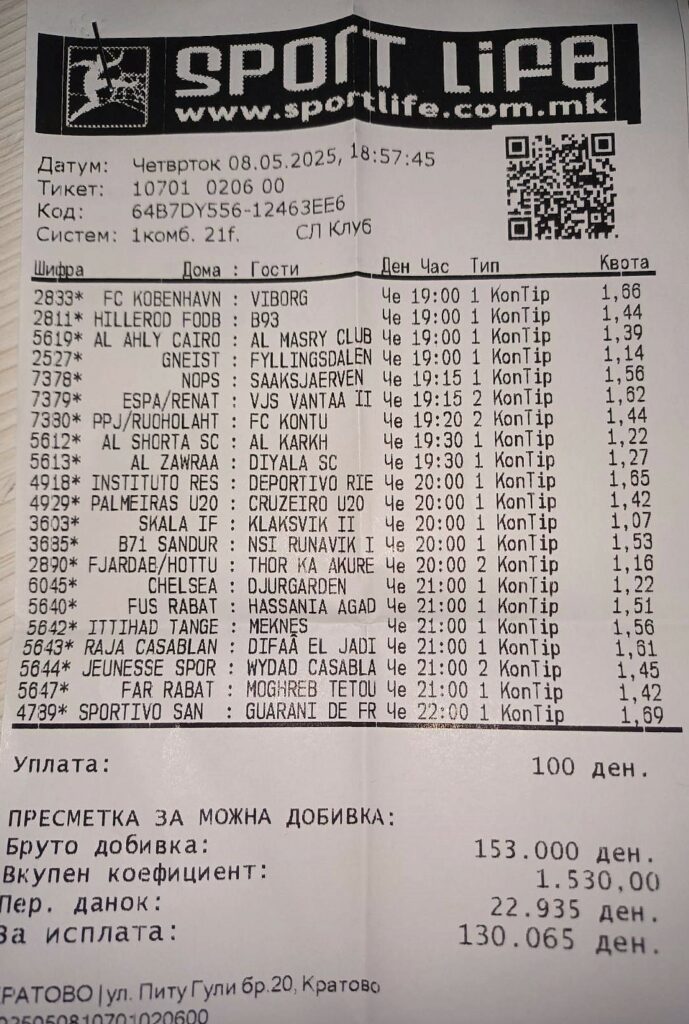 SPORT LIFE
www.sportlife.com.mk
Датум: Четврток 08.05.2025, 18:57:45
Тикет: 10701 0206 00
Код: 64B7DY556-12463EE6
Систем: 1комб. 21f. СЛ Клуб
Шифра Дома : Гости Ден Час Тип Квота
2833* FC KOBENHAVN : VIBORG Че 19:00 1 KonTip 1,66
2811* HILLEROD FODB : B93 Че 19:00 1 KonTip 1,44
5619* AL AHLY CAIRO : AL MASRY CLUB Че 19:00 1 KonTip 1,39
2527* GNEIST : FYLLINGSDALEN Че 19:00 1 KonTip 1,14
7378* NOPS : SAAKSJAERVEN Че 19:15 1 KonTip 1,56
7379* ESPA/RENAT : VJS VANTAA II Че 19:15 2 KonTip 1,62
7380* PPJ/RUOHOLAHT : FC KONTU Че 19:20 2 KonTip 1,44
5612* AL SHORTA SC : AL KARKH Че 19:30 1 KonTip 1,22
5613* AL ZAWRAA : DIYALA SC Че 19:30 1 KonTip 1,27
4918* INSTITUTO RES : DEPORTIVO RIE Че 20:00 1 KonTip 1,65
4929* PALMEIRAS U20 : CRUZEIRO U20 Че 20:00 1 KonTip 1,42
3603* SKALA IF : KLAKSVIK II Че 20:00 1 KonTip 1,07
3635* B71 SANDUR : NSI RUNAVIK I Че 20:00 1 KonTip 1,53
2890* FJARDAB/HOTTU : THOR KA AKURE Че 20:00 2 KonTip 1,16
6045* CHELSEA : DJURGARDEN Че 21:00 1 KonTip 1,22
5640* FUS RABAT : HASSANIA AGAD Че 21:00 1 KonTip 1,51
5642* ITTIHAD TANGE : MEKNES Че 21:00 1 KonTip 1,56
5643* RAJA CASABLAN : DIFAÂ EL JADI Че 21:00 1 KonTip 1,61
5644* JEUNESSE SPOR : WYDAD CASABLA Че 21:00 2 KonTip 1,45
5647* FAR RABAT : MOGHREB TETOU Че 21:00 1 KonTip 1,42
4789* SPORTIVO SAN : GUARANI DE FR Че 22:00 1 KonTip 1,69
Уплата: 100 ден.
ПРЕСМЕТКА ЗА МОЖНА ДОБИВКА:
Бруто добивка: 153.000 ден.
Вкупен коефициент: 1.530,00
Пер. данок: 22.935 ден.
За исплата: 130.065 ден.
КРАТОВО | ул. Питу Гули бр.20, Кратово
025050810701020600